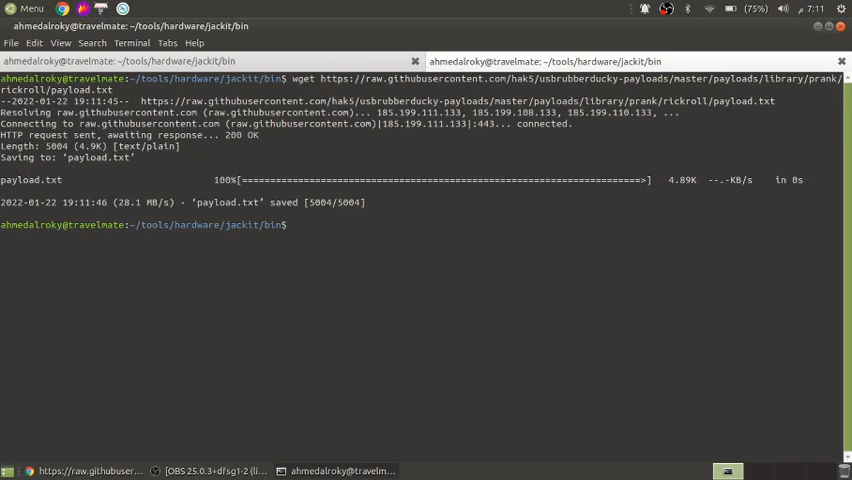 Menu
(75%)
7:11 م
ahmedalroky@travelmate: ~/tools/hardware/jackit/bin
File Edit View Search Terminal Tabs Help
ahmedalroky@travelmate: ~/tools/hardware/jackit/bin
ahmedalroky@travelmate: ~/tools/hardware/jackit/bin
ahmedalroky@travelmate:~/tools/hardware/jackit/bin$ wget https://raw.githubusercontent.com/hak5/usbrubberducky-payloads/master/payloads/library/prank/
rickroll/payload.txt
--2022-01-22 19:11:45--  https://raw.githubusercontent.com/hak5/usbrubberducky-payloads/master/payloads/library/prank/rickroll/payload.txt
Resolving raw.githubusercontent.com (raw.githubusercontent.com)... 185.199.111.133, 185.199.108.133, 185.199.110.133, ...
Connecting to raw.githubusercontent.com (raw.githubusercontent.com)|185.199.111.133|:443... connected.
HTTP request sent, awaiting response... 200 OK
Length: 5004 (4.9K) [text/plain]
Saving to: ‘payload.txt’
payload.txt 100%[=====================================================================>] 4.89K --.-KB/s in 0s
2022-01-22 19:11:46 (28.1 MB/s) - ‘payload.txt’ saved [5004/5004]
ahmedalroky@travelmate:~/tools/hardware/jackit/bin$
https://raw.githubuser...
[OBS 25.0.3+dfsg1-2 (li...
ahmedalroky@travelm...